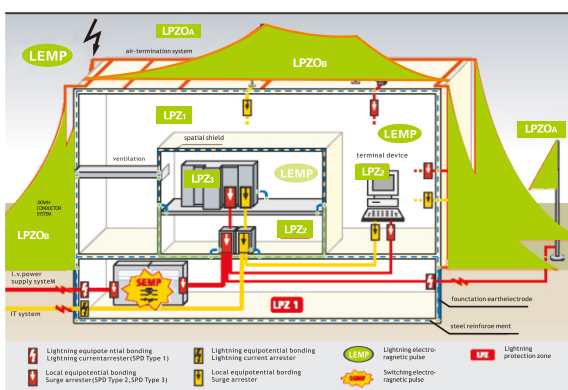 LPZOA
LEMP
air-termination system
LPZOB
LPZ1
LEMP
LPZOA
spatial shield
terminal device
ventilation
LPZ3
LEMP
LPZ2
DOWN-
CONDUCTOR
SYSTEM
LPZ2
LPZOB
l.v.power
supply systeM
SEMP
LPZ 1
IT system
founctation earthelectrode
steel reinforce ment
Lightning equipote ntial bonding
Lightning currentarrester(SPD Type 1)
Lightning equipotential bonding
Lightning current arrester
LEMP
Lightning electro-
ragnetic pulse
LPZ
Lightning
protection zone
Local equipotential bonding
Surge arrester(SPD Type 2,SPD Type 3)
Local equipotential bonding
Surge arrester
SEMP
Switching electro-
ragnetic pulse